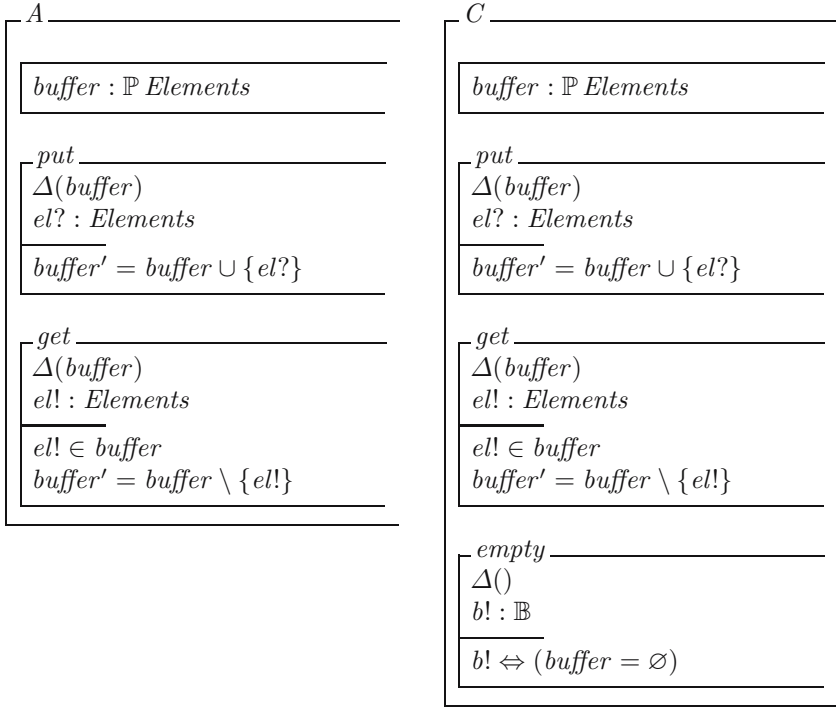 A
buffer : ℙ Elements
put
Δ(buffer)
el? : Elements
buffer′ = buffer ∪ {el?}
get
Δ(buffer)
el! : Elements
el! ∈ buffer
buffer′ = buffer \ {el!}
C
buffer : ℙ Elements
put
Δ(buffer)
el? : Elements
buffer′ = buffer ∪ {el?}
get
Δ(buffer)
el! : Elements
el! ∈ buffer
buffer′ = buffer \ {el!}
empty
Δ()
b! : 𝔹
b! ⇔ (buffer = ∅)